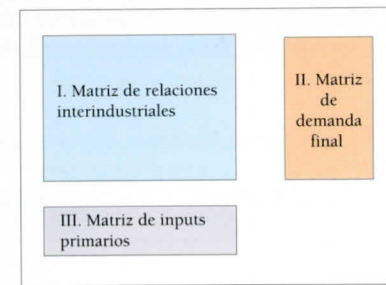 I. Matriz de relaciones
interindustriales
II. Matriz
de
demanda
final
III. Matriz de inputs
primarios